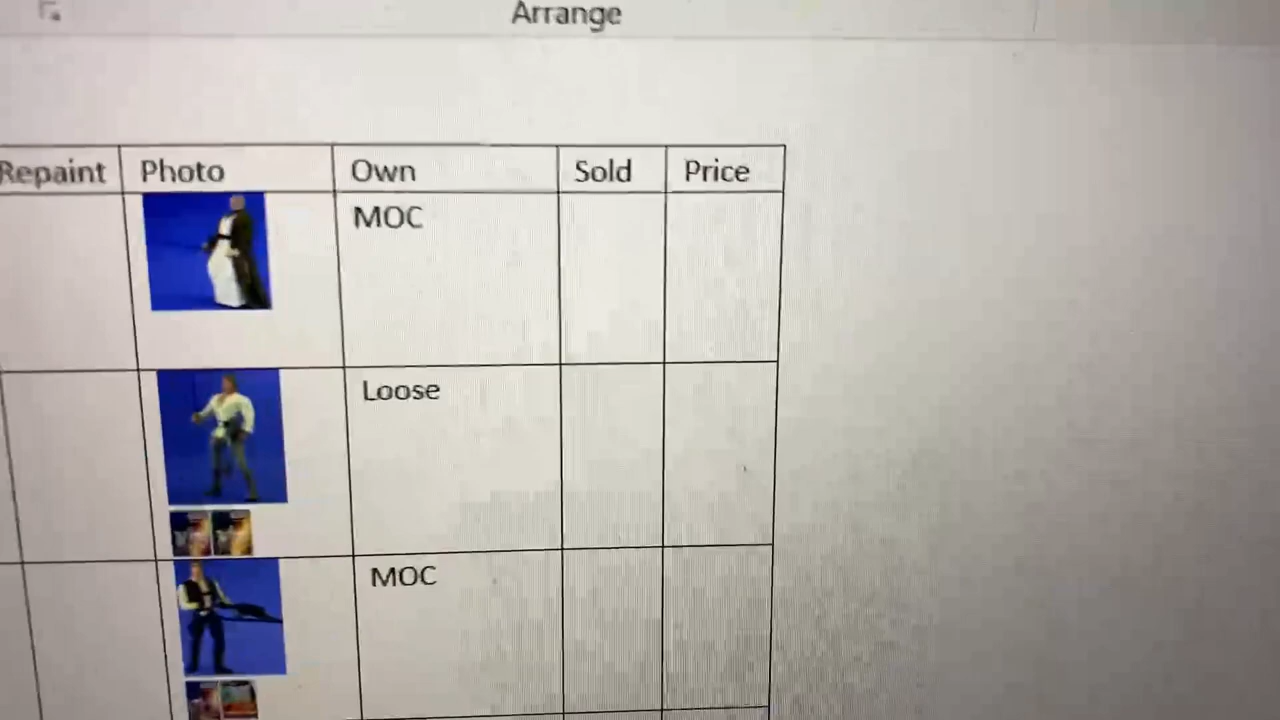 Arrange
Repaint Photo Own Sold Price
MOC
Loose
MOC